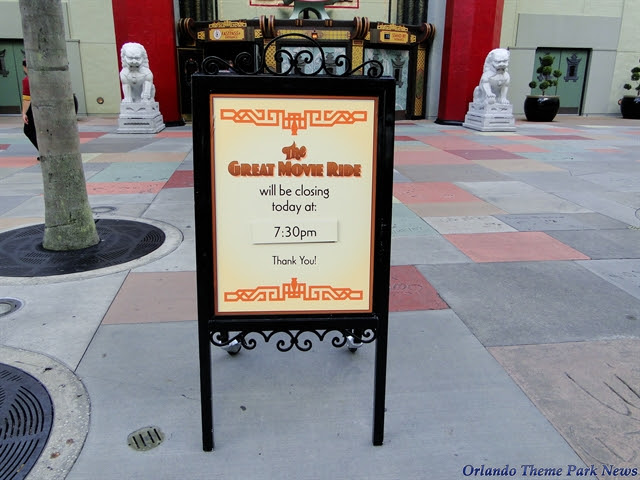 The
GREAT MOVIE RIDE
will be closing
today at:
7:30pm
Thank You!
Orlando Theme Park News